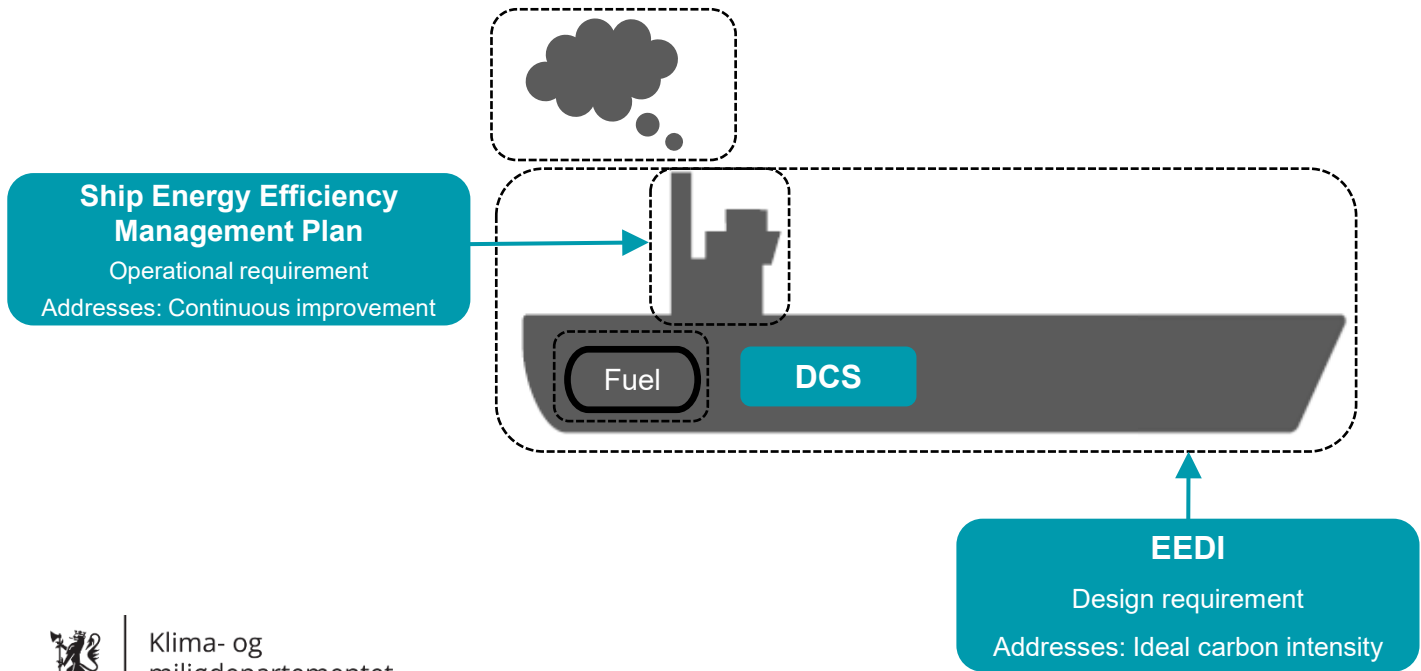 Ship Energy Efficiency
Management Plan
Operational requirement
Addresses: Continuous improvement
Fuel
DCS
EEDI
Design requirement
Addresses: Ideal carbon intensity
Klima- og
miljødepartementet